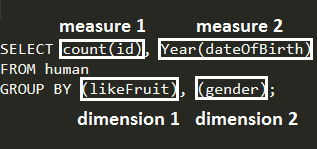 measure 1 measure 2
SELECT count(id), Year(dateOfBirth)
FROM human
GROUP BY (likeFruit), (gender);
dimension 1 dimension 2